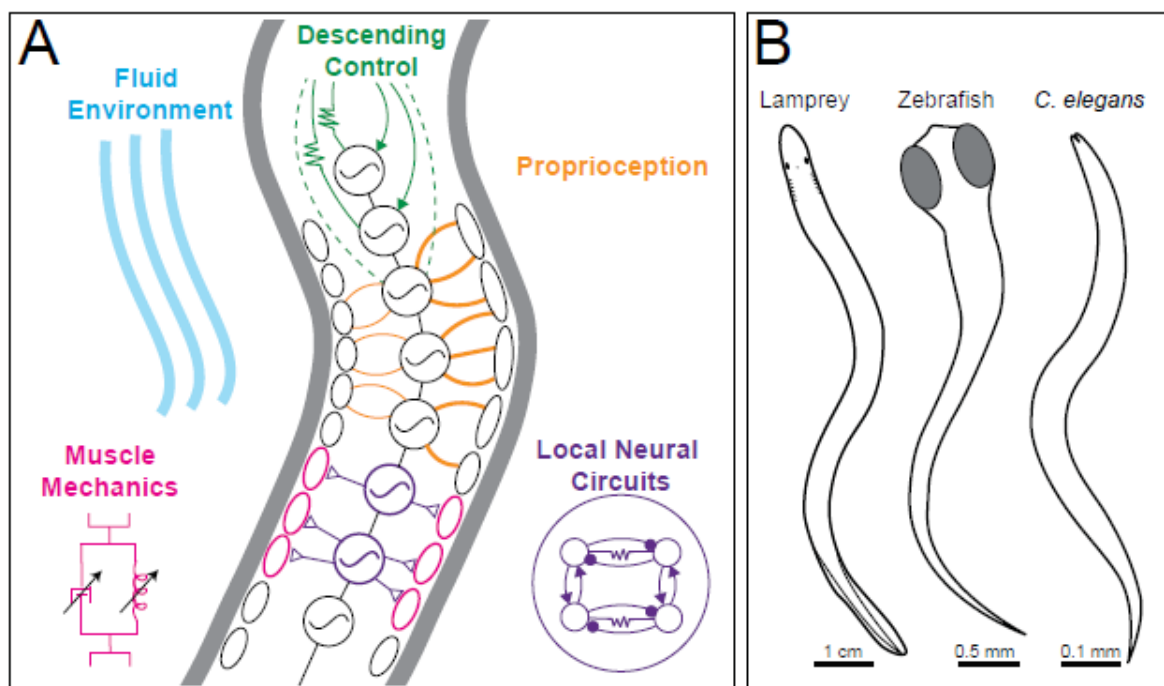 A
Descending
Control
Fluid
Environment
Proprioception
Muscle
Mechanics
Local Neural
Circuits
B
Lamprey
Zebrafish
C. elegans
1 cm
0.5 mm
0.1 mm